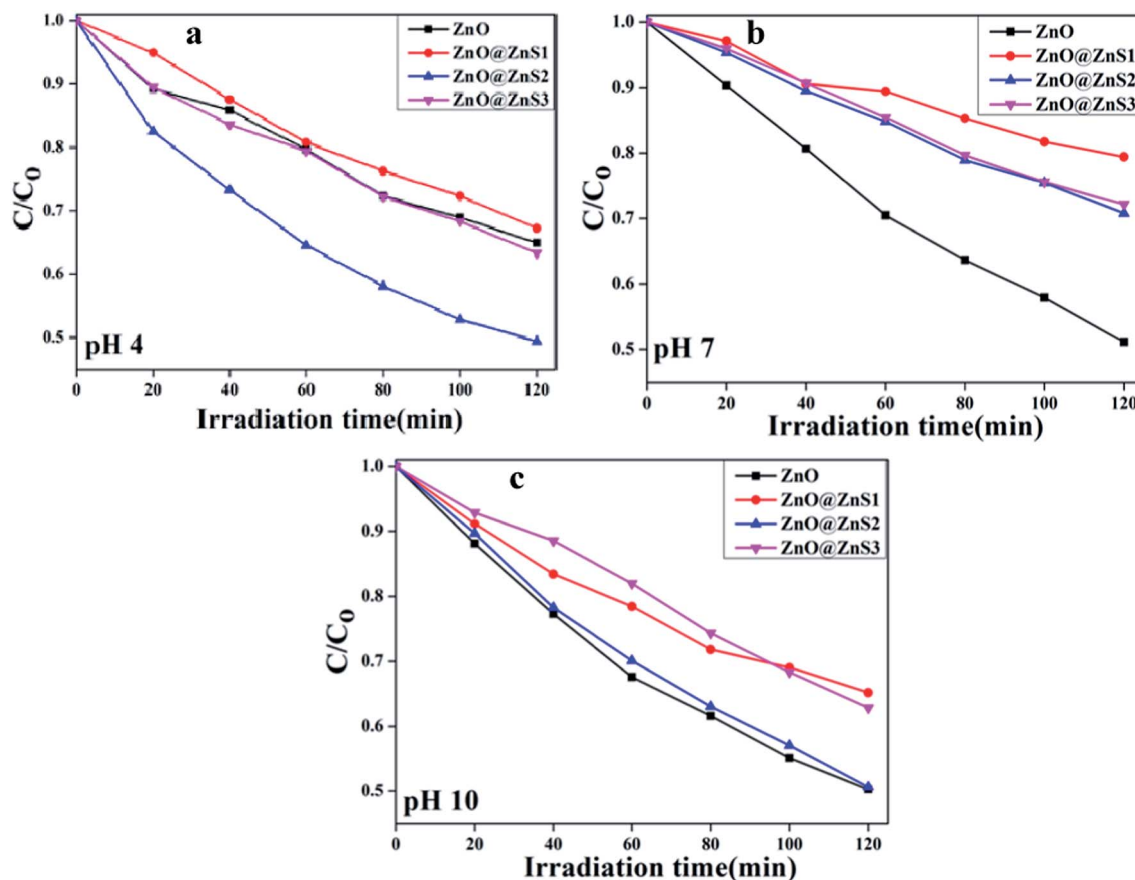 a
ZnO
ZnO@ZnS1
ZnO@ZnS2
ZnO@ZnS3
1.0
0.9
0.8
0.7
0.6
0.5
C/C0
pH 4
0 20 40 60 80 100 120
Irradiation time(min)
b
ZnO
ZnO@ZnS1
ZnO@ZnS2
ZnO@ZnS3
1.0
0.9
0.8
0.7
0.6
0.5
C/C0
pH 7
0 20 40 60 80 100 120
Irradiation time(min)
c
ZnO
ZnO@ZnS1
ZnO@ZnS2
ZnO@ZnS3
1.0
0.9
0.8
0.7
0.6
0.5
C/C0
pH 10
0 20 40 60 80 100 120
Irradiation time(min)